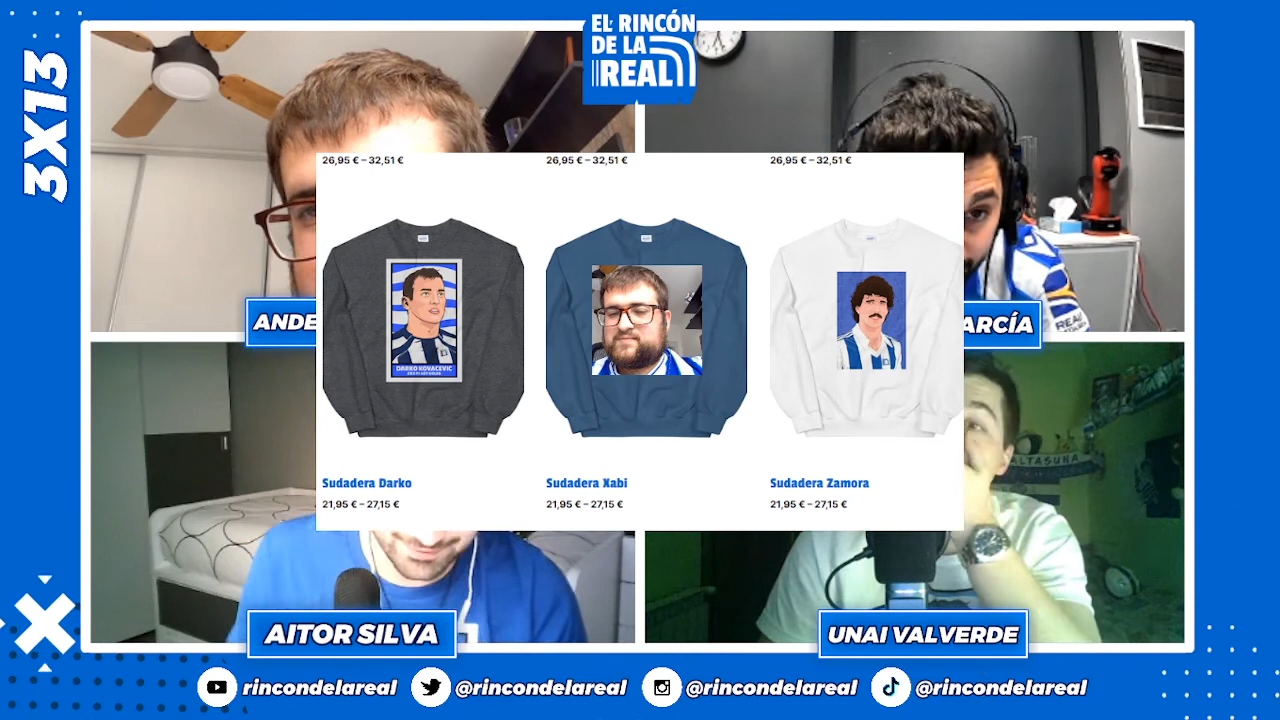 3X13
EL RINCÓN
DE LA
REAL
26,95 € – 32,51 €
26,95 € – 32,51 €
26,95 € – 32,51 €
DARKO KOVACEVIC
Sudadera Darko
21,95 € – 27,15 €
Sudadera Xabi
21,95 € – 27,15 €
Sudadera Zamora
21,95 € – 27,15 €
ANDE
ARCÍA
REAL
ALTASUNA
AITOR SILVA
UNAI VALVERDE
rincondelareal
@rincondelareal
@rincondelareal
@rincondelareal